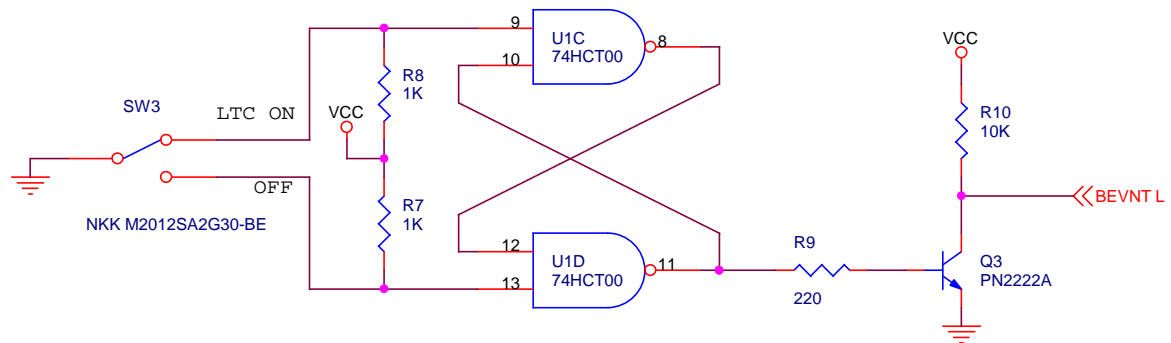 9
U1C
74HCT00
8
10
VCC
R8
1K
SW3
LTC ON
VCC
R10
10K
OFF
BEVNT L
NKK M2012SA2G30-BE
R7
1K
12
U1D
74HCT00
11
13
R9
220
Q3
PN2222A